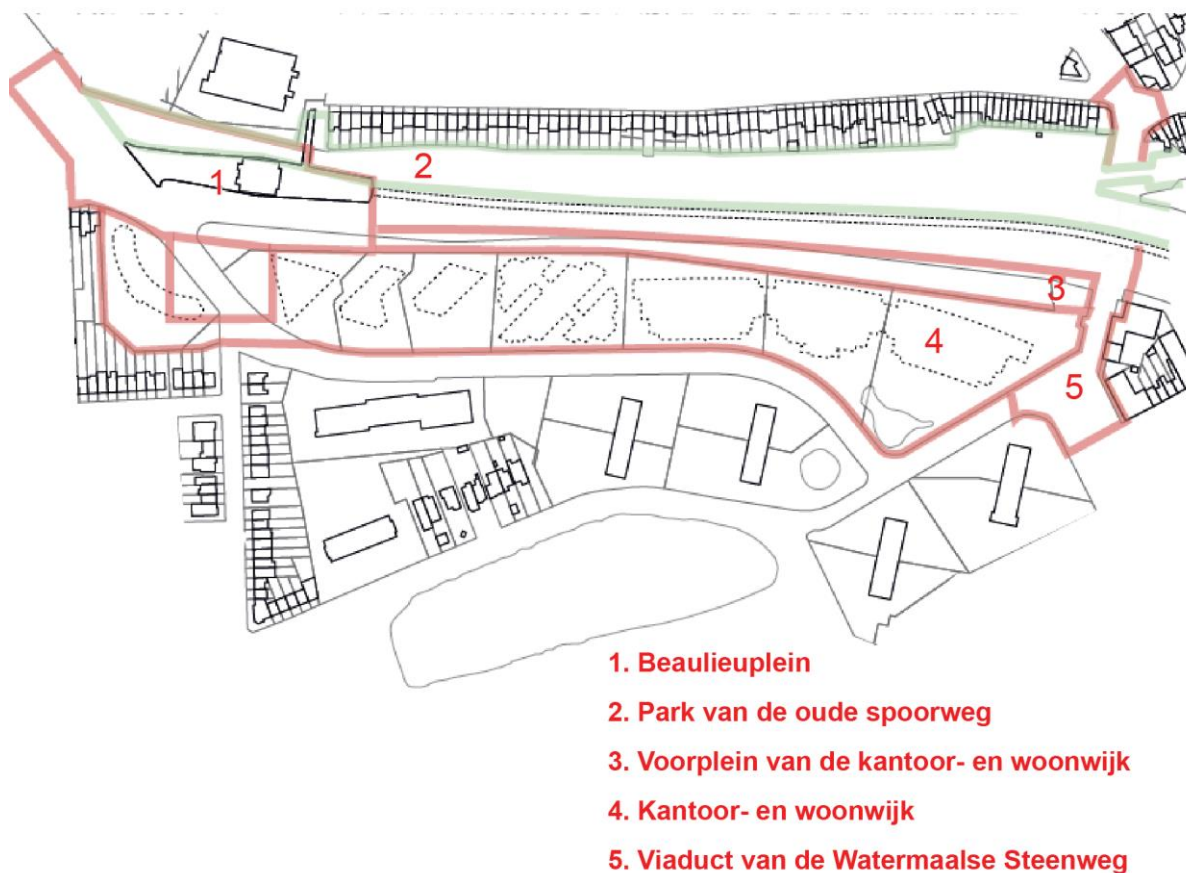 1
2
3
4
5
1. Beaulieuplein
2. Park van de oude spoorweg
3. Voorplein van de kantoor- en woonwijk
4. Kantoor- en woonwijk
5. Viaduct van de Watermaalse Steenweg